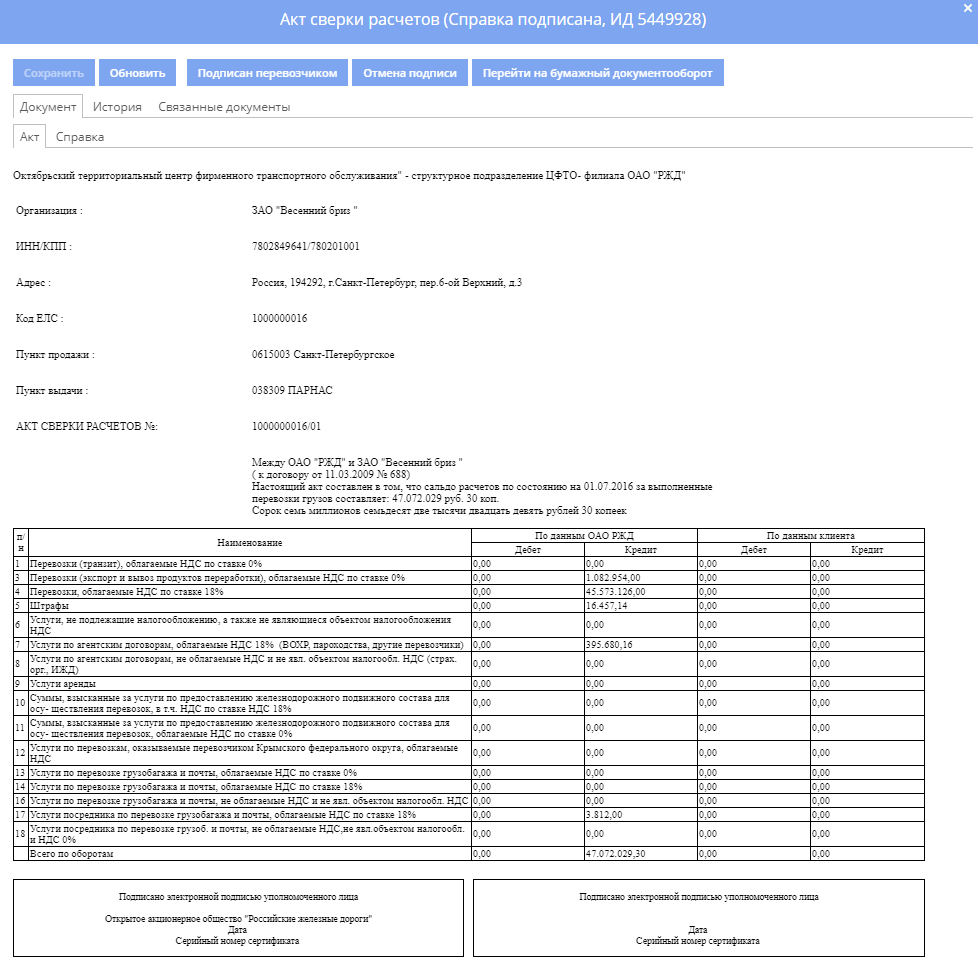 Акт сверки расчетов (Справка подписана, ИД 5449928)
×
Сохранить Обновить Подписан перевозчиком Отмена подписи Перейти на бумажный документооборот
Документ История Связанные документы
Акт Справка
Октябрьский территориальный центр фирменного транспортного обслуживания" - структурное подразделение ЦФТО- филиала ОАО "РЖД"
Организация : ЗАО "Весенний бриз "
ИНН/КПП : 7802849641/780201001
Адрес : Россия, 194292, г.Санкт-Петербург, пер.6-ой Верхний, д.3
Код ЕЛС : 1000000016
Пункт продажи : 0615003 Санкт-Петербургское
Пункт выдачи : 038309 ПАРНАС
АКТ СВЕРКИ РАСЧЕТОВ №: 1000000016/01
Между ОАО "РЖД" и ЗАО "Весенний бриз "
( к договору от 11.03.2009 № 688)
Настоящий акт составлен в том, что сальдо расчетов по состоянию на 01.07.2016 за выполненные
перевозки грузов составляет: 47.072.029 руб. 30 коп.
Сорок семь миллионов семьдесят две тысячи двадцать девять рублей 30 копеек
п/н Наименование По данным ОАО РЖД По данным клиента
Дебет Кредит Дебет Кредит
1 Перевозки (транзит), облагаемые НДС по ставке 0% 0,00 0,00 0,00 0,00
3 Перевозки (экспорт и вывоз продуктов переработки), облагаемые НДС по ставке 0% 0,00 1.082.954,00 0,00 0,00
4 Перевозки, облагаемые НДС по ставке 18% 0,00 45.573.126,00 0,00 0,00
5 Штрафы 0,00 16.457,14 0,00 0,00
6 Услуги, не подлежащие налогообложению, а также не являющиеся объектом налогообложения
НДС 0,00 0,00 0,00 0,00
7 Услуги по агентским договорам, облагаемые НДС 18% (ВОХР, пароходства, другие перевозчики) 0,00 395.680,16 0,00 0,00
8 Услуги по агентским договорам, не облагаемые НДС и не явл. объектом налогообл. НДС (страх.
орг., ИЖД) 0,00 0,00 0,00 0,00
9 Услуги аренды 0,00 0,00 0,00 0,00
10 Суммы, взысканные за услуги по предоставлению железнодорожного подвижного состава для
осу- ществления перевозок, в т.ч. НДС по ставке НДС 18% 0,00 0,00 0,00 0,00
11 Суммы, взысканные за услуги по предоставлению железнодорожного подвижного состава для
осу- ществления перевозок, облагаемые НДС по ставке 0% 0,00 0,00 0,00 0,00
12 Услуги по перевозкам, оказываемые перевозчиком Крымского федерального округа, облагаемые
НДС 0,00 0,00 0,00 0,00
13 Услуги по перевозке грузобагажа и почты, облагаемые НДС по ставке 0% 0,00 0,00 0,00 0,00
14 Услуги по перевозке грузобагажа и почты, облагаемые НДС по ставке 18% 0,00 0,00 0,00 0,00
16 Услуги по перевозке грузобагажа и почты, не облагаемые НДС и не явл. объектом налогообл. НДС 0,00 0,00 0,00 0,00
17 Услуги посредника по перевозке грузобагажа и почты, облагаемые НДС по ставке 18% 0,00 3.812,00 0,00 0,00
18 Услуги посредника по перевозке грузоб. и почты, не облагаемые НДС,не явл.объектом налогообл.
и НДС 0% 0,00 0,00 0,00 0,00
Всего по оборотам 0,00 47.072.029,30 0,00 0,00
Подписано электронной подписью уполномоченного лица
Открытое акционерное общество "Российские железные дороги"
Дата
Серийный номер сертификата
Подписано электронной подписью уполномоченного лица
Дата
Серийный номер сертификата